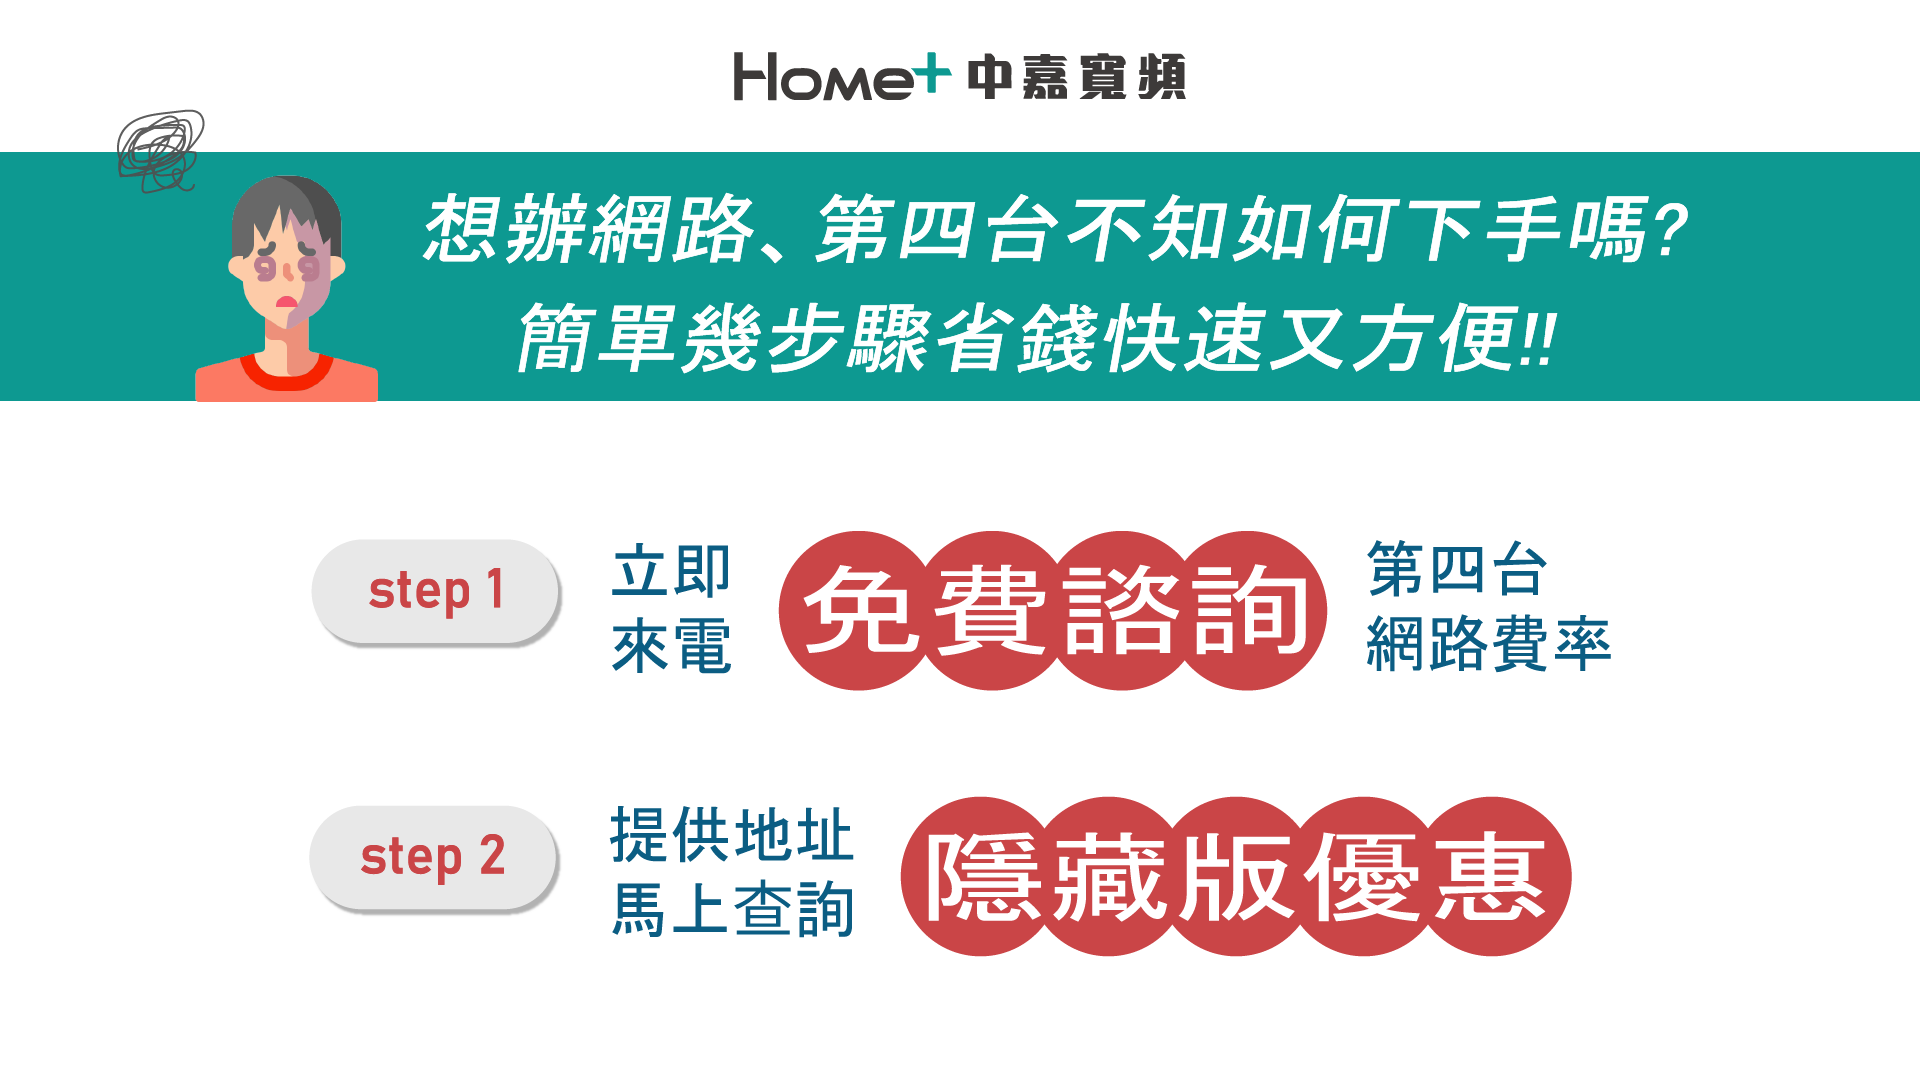 Home+ 中嘉寬頻
想辦網路、第四台不知如何下手嗎?
簡單幾步驟省錢快速又方便!!
step 1
立即
來電
免費諮詢
第四台
網路費率
step 2
提供地址
馬上查詢
隱藏版優惠